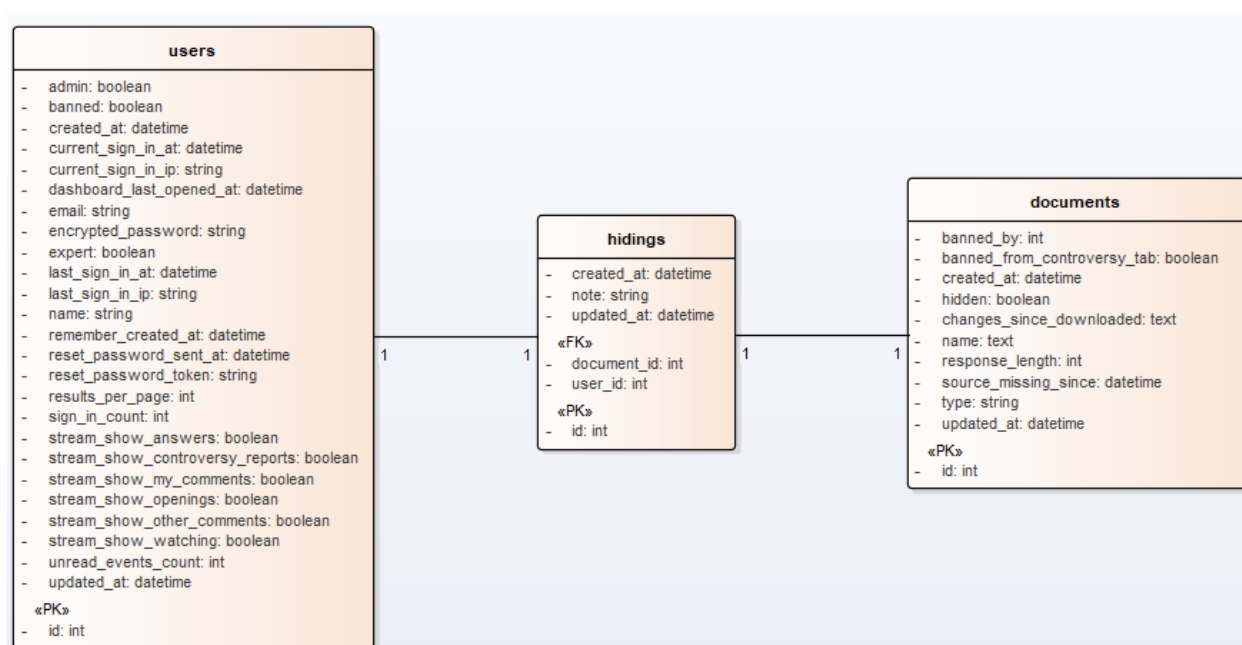 users
- admin: boolean
- banned: boolean
- created_at: datetime
- current_sign_in_at: datetime
- current_sign_in_ip: string
- dashboard_last_opened_at: datetime
- email: string
- encrypted_password: string
- expert: boolean
- last_sign_in_at: datetime
- last_sign_in_ip: string
- name: string
- remember_created_at: datetime
- reset_password_sent_at: datetime
- reset_password_token: string
- results_per_page: int
- sign_in_count: int
- stream_show_answers: boolean
- stream_show_controversy_reports: boolean
- stream_show_my_comments: boolean
- stream_show_openings: boolean
- stream_show_other_comments: boolean
- stream_show_watching: boolean
- unread_events_count: int
- updated_at: datetime
«PK»
- id: int
1
1
hidings
- created_at: datetime
- note: string
- updated_at: datetime
«FK»
- document_id: int
- user_id: int
«PK»
- id: int
1
1
documents
- banned_by: int
- banned_from_controversy_tab: boolean
- created_at: datetime
- hidden: boolean
- changes_since_downloaded: text
- name: text
- response_length: int
- source_missing_since: datetime
- type: string
- updated_at: datetime
«PK»
- id: int